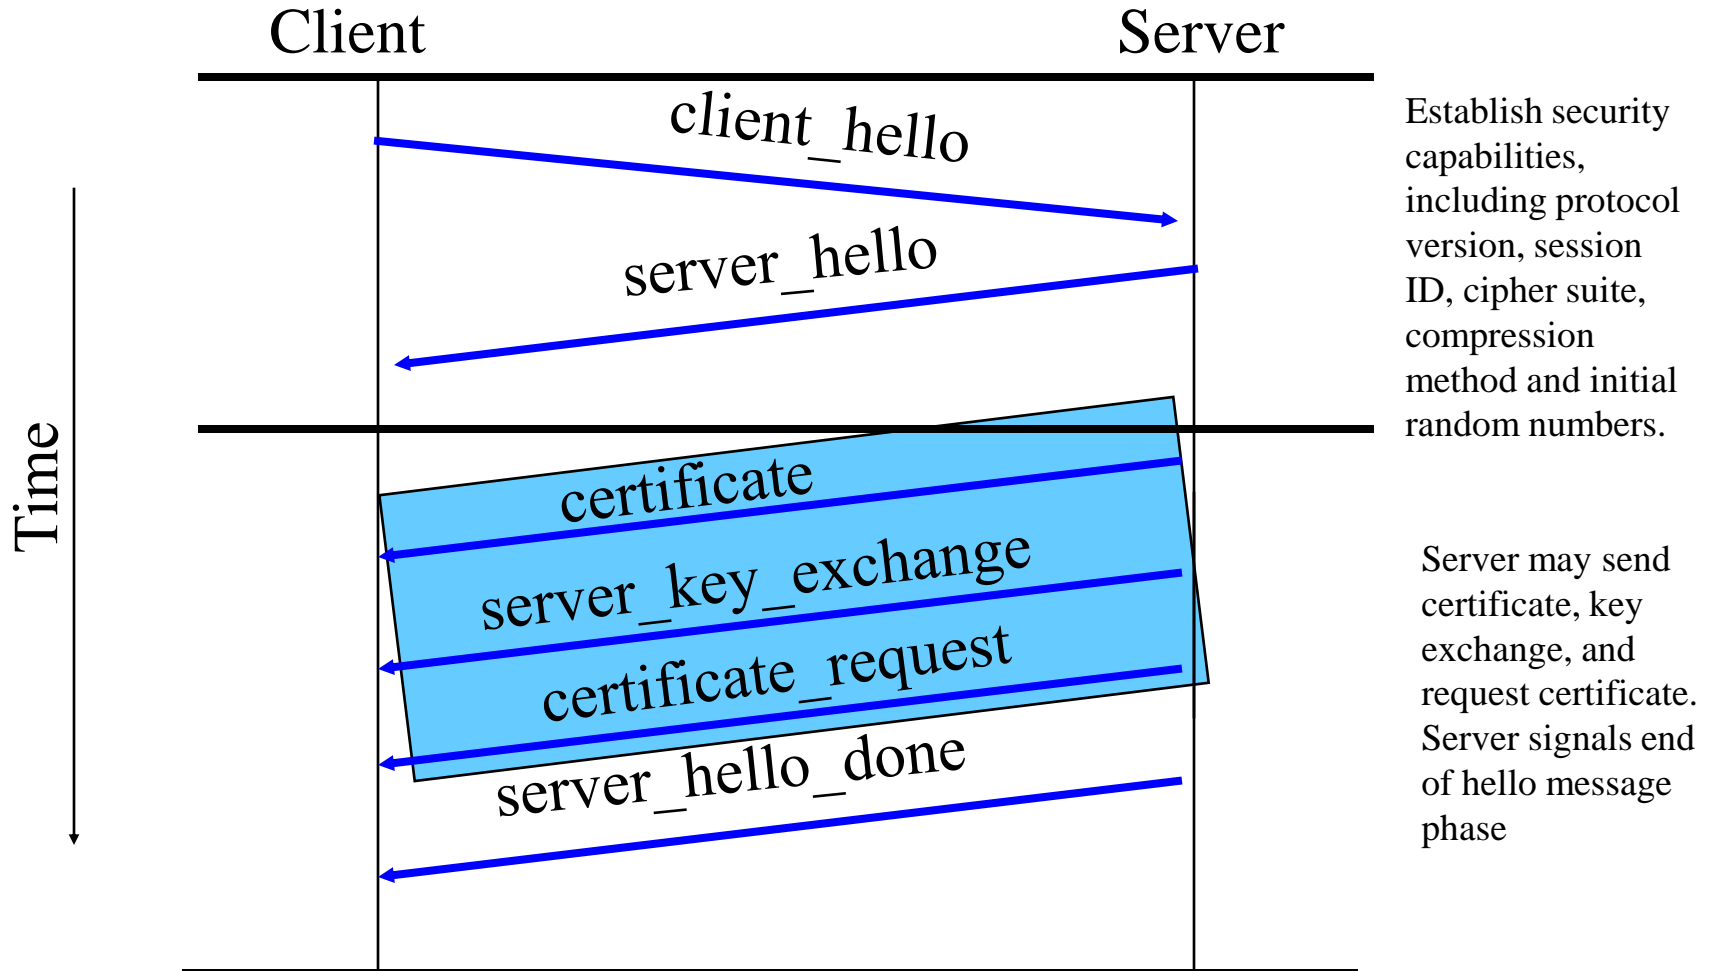 Client
Server
client_hello
server_hello
Establish security
capabilities,
including protocol
version, session
ID, cipher suite,
compression
method and initial
random numbers.
Time
certificate
server_key_exchange
certificate_request
server_hello_done
Server may send
certificate, key
exchange, and
request certificate.
Server signals end
of hello message
phase